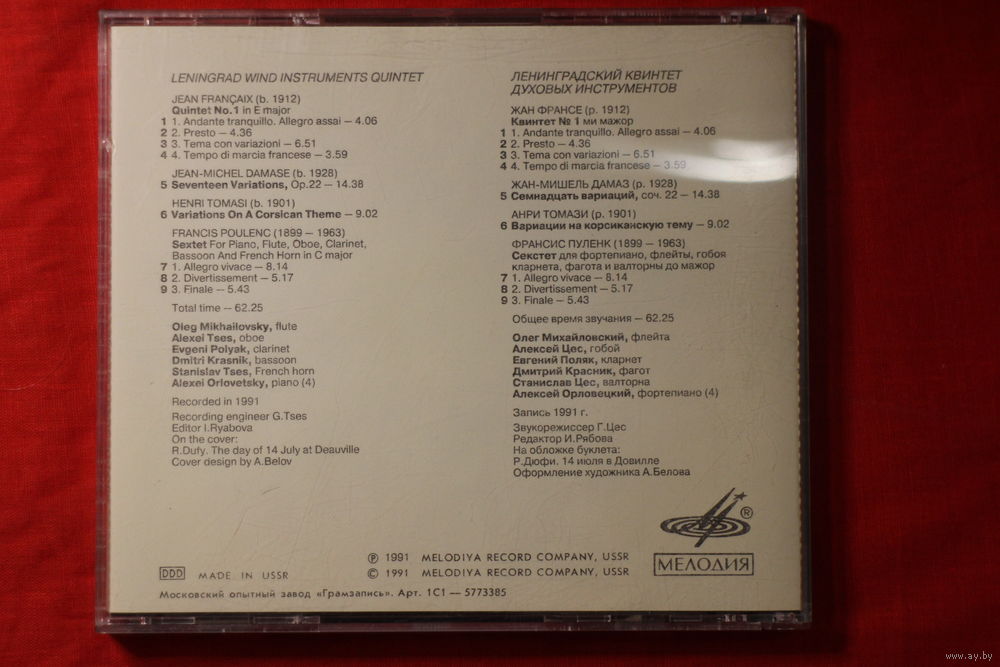 LENINGRAD WIND INSTRUMENTS QUINTET
JEAN FRANÇAIX (b. 1912)
Quintet No.1 in E major
1 1. Andante tranquillo. Allegro assai – 4.06
2 2. Presto – 4.36
3 3. Tema con variazioni – 6.51
4 4. Tempo di marcia francese – 3.59
JEAN-MICHEL DAMASE (b. 1928)
5 Seventeen Variations, Op.22 – 14.38
HENRI TOMASI (b. 1901)
6 Variations On A Corsican Theme – 9.02
FRANCIS POULENC (1899 – 1963)
Sextet For Piano, Flute, Oboe, Clarinet,
Bassoon And French Horn in C major
7 1. Allegro vivace – 8.14
8 2. Divertissement – 5.17
9 3. Finale – 5.43
Total time – 62.25
Oleg Mikhailovsky, flute
Alexei Tses, oboe
Evgeni Polyak, clarinet
Dmitri Krasnik, bassoon
Stanislav Tses, French horn
Alexei Orlovetsky, piano (4)
Recorded in 1991
Recording engineer G.Tses
Editor I.Ryabova
On the cover:
R.Dufy. The day of 14 July at Deauville
Cover design by A.Belov
ЛЕНИНГРАДСКИЙ КВИНТЕТ
ДУХОВЫХ ИНСТРУМЕНТОВ
ЖАН ФРАНСЕ (р. 1912)
Квинтет № 1 ми мажор
1 1. Andante tranquillo. Allegro assai – 4.06
2 2. Presto – 4.36
3 3. Tema con variazioni – 6.51
4 4. Tempo di marcia francese – 3.59
ЖАН-МИШЕЛЬ ДАМАЗ (р. 1928)
5 Семнадцать вариаций, соч. 22 – 14.38
АНРИ ТОМАЗИ (р. 1901)
6 Вариации на корсиканскую тему – 9.02
ФРАНСИС ПУЛЕНК (1899 – 1963)
Секстет для фортепиано, флейты, гобоя
кларнета, фагота и валторны до мажор
7 1. Allegro vivace – 8.14
8 2. Divertissement – 5.17
9 3. Finale – 5.43
Общее время звучания – 62.25
Олег Михайловский, флейта
Алексей Цес, гобой
Евгений Поляк, кларнет
Дмитрий Красник, фагот
Станислав Цес, валторна
Алексей Орловецкий, фортепиано (4)
Запись 1991 г.
Звукорежиссер Г.Цес
Редактор И.Рябова
На обложке буклета:
Р.Дюфи. 14 июля в Довилле
Оформление художника А.Белова
®
МЕЛОДИЯ
℗ 1991 MELODIYA RECORD COMPANY, USSR
© 1991 MELODIYA RECORD COMPANY, USSR
DDD MADE IN USSR
Московский опытный завод «Грамзапись». Арт. 1С1 — 5773385
www.ay.by